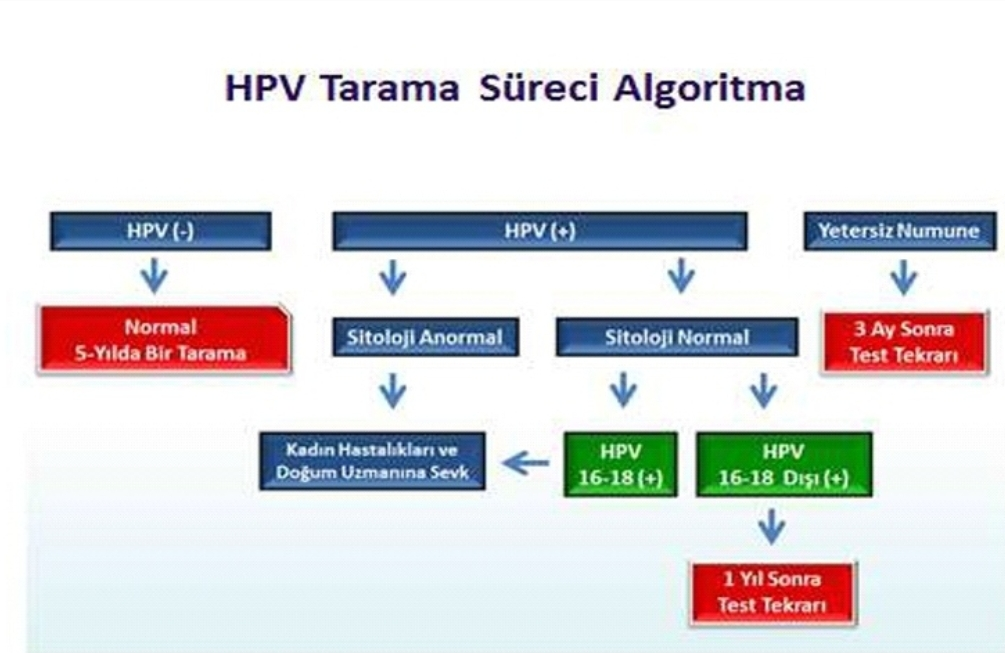 HPV Tarama Süreci Algoritma
HPV (-)
HPV (+)
Yetersiz Numune
Normal
5-Yılda Bir Tarama
Sitoloji Anormal
Sitoloji Normal
3 Ay Sonra
Test Tekrarı
Kadın Hastalıkları ve
Doğum Uzmanına Sevk
HPV
16-18 (+)
HPV
16-18 Dışı (+)
1 Yıl Sonra
Test Tekrarı